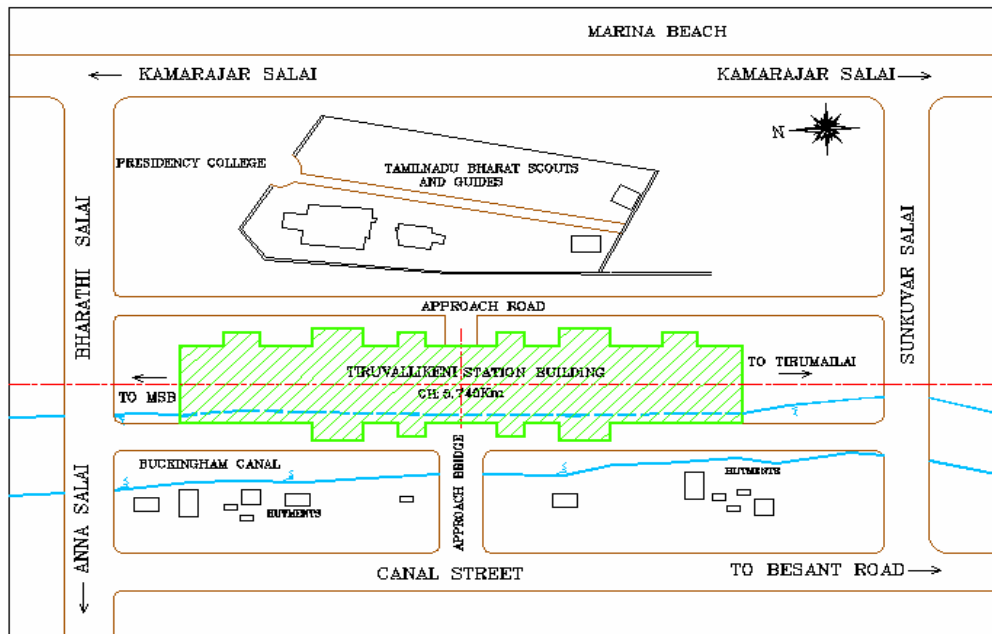 MARINA BEACH
KAMARAJAR SALAI
KAMARAJAR SALAI
N
PRESIDENCY COLLEGE
TAMILNADU BHARAT SCOUTS
AND GUIDES
BHARATHI SALAI
SUNKUVAR SALAI
APPROACH ROAD
TO TIRUMAILAI
TIRUVALLIKENI STATION BUILDING
TO MSB
CH: 5.740Km
APPROACH BRIDGE
BUCKINGHAM CANAL
HUTMENTS
HUTMENTS
ANNA SALAI
CANAL STREET
TO BESANT ROAD